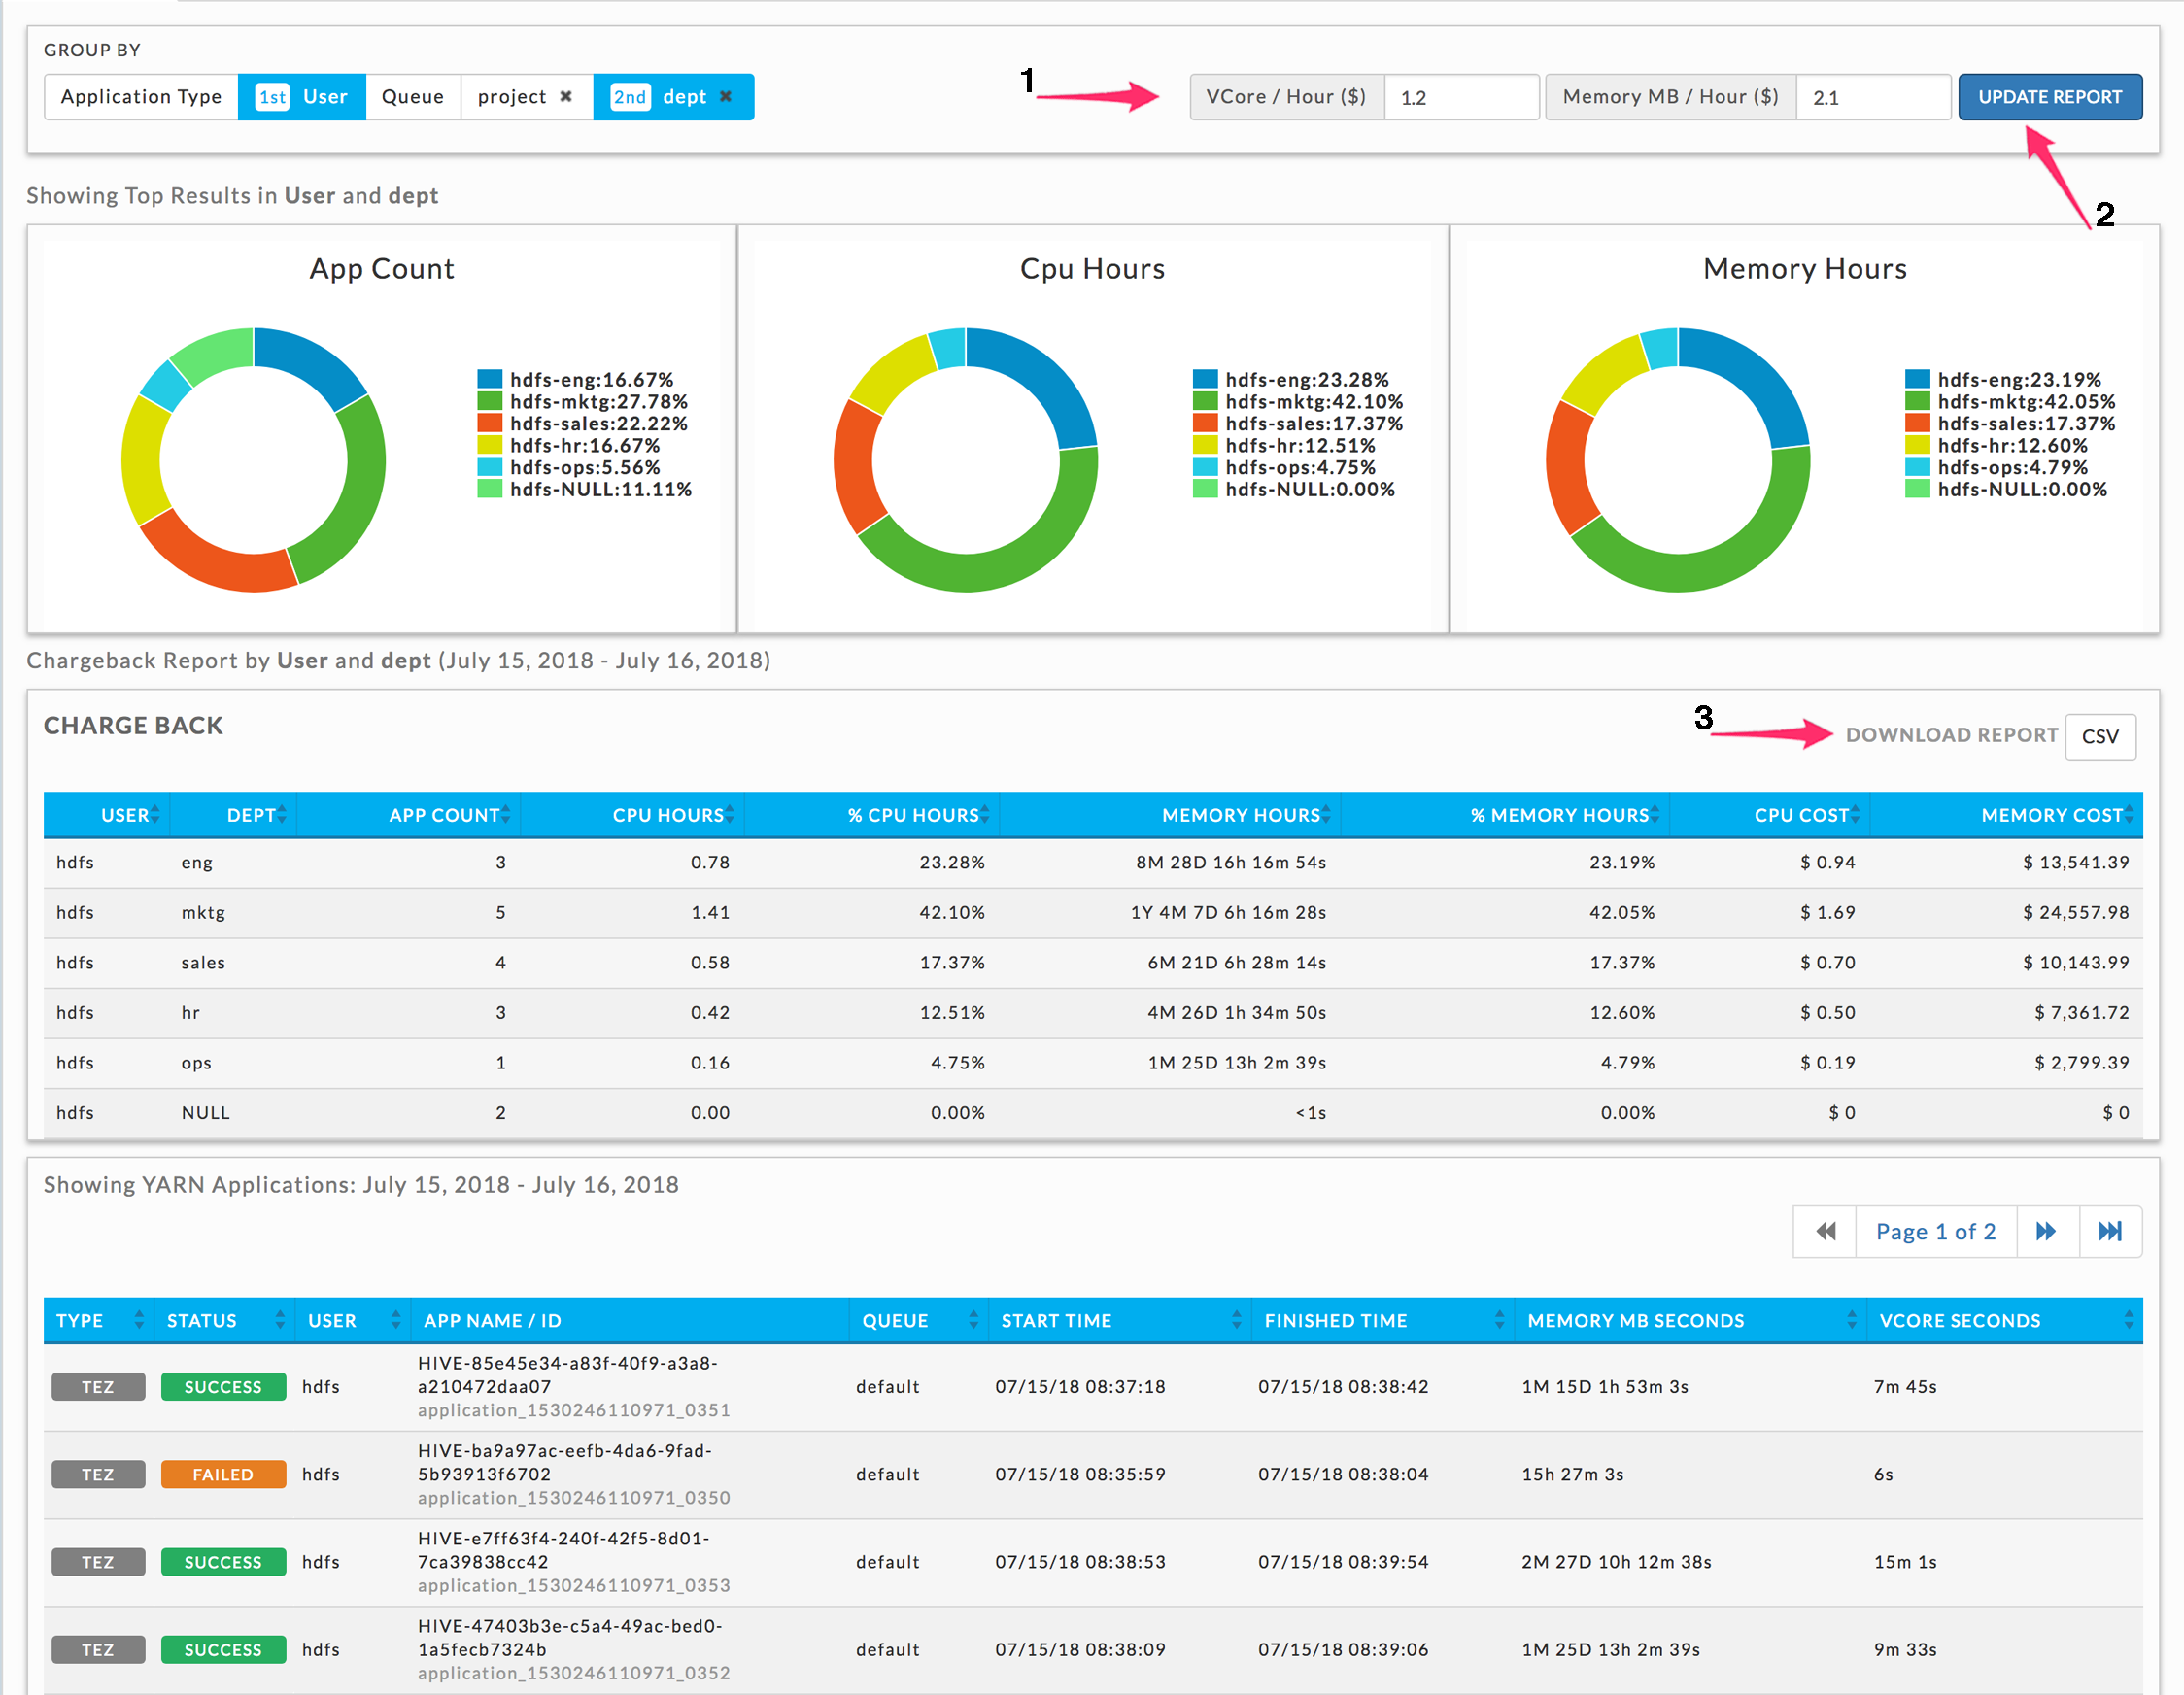 GROUP BY
Application Type 1st User Queue project ✖ 2nd dept ✖ 1 VCore / Hour ($) 1.2 Memory MB / Hour ($) 2.1 UPDATE REPORT
2
Showing Top Results in User and dept
App Count
hdfs-eng:16.67%
hdfs-mktg:27.78%
hdfs-sales:22.22%
hdfs-hr:16.67%
hdfs-ops:5.56%
hdfs-NULL:11.11%
Cpu Hours
hdfs-eng:23.28%
hdfs-mktg:42.10%
hdfs-sales:17.37%
hdfs-hr:12.51%
hdfs-ops:4.75%
hdfs-NULL:0.00%
Memory Hours
hdfs-eng:23.19%
hdfs-mktg:42.05%
hdfs-sales:17.37%
hdfs-hr:12.60%
hdfs-ops:4.79%
hdfs-NULL:0.00%
Chargeback Report by User and dept (July 15, 2018 - July 16, 2018)
CHARGE BACK
3 DOWNLOAD REPORT CSV
USER DEPT APP COUNT CPU HOURS % CPU HOURS MEMORY HOURS % MEMORY HOURS CPU COST MEMORY COST
hdfs eng 3 0.78 23.28% 8M 28D 16h 16m 54s 23.19% $ 0.94 $ 13,541.39
hdfs mktg 5 1.41 42.10% 1Y 4M 7D 6h 16m 28s 42.05% $ 1.69 $ 24,557.98
hdfs sales 4 0.58 17.37% 6M 21D 6h 28m 14s 17.37% $ 0.70 $ 10,143.99
hdfs hr 3 0.42 12.51% 4M 26D 1h 34m 50s 12.60% $ 0.50 $ 7,361.72
hdfs ops 1 0.16 4.75% 1M 25D 13h 2m 39s 4.79% $ 0.19 $ 2,799.39
hdfs NULL 2 0.00 0.00% <1s 0.00% $ 0 $ 0
Showing YARN Applications: July 15, 2018 - July 16, 2018
Page 1 of 2
TYPE STATUS USER APP NAME / ID QUEUE START TIME FINISHED TIME MEMORY MB SECONDS VCORE SECONDS
HIVE-85e45e34-a83f-40f9-a3a8-
TEZ SUCCESS hdfs a210472daa07 default 07/15/18 08:37:18 07/15/18 08:38:42 1M 15D 1h 53m 3s 7m 45s
application_1530246110971_0351
HIVE-ba9a97ac-eefb-4da6-9fad-
TEZ FAILED hdfs 5b93913f6702 default 07/15/18 08:35:59 07/15/18 08:38:04 15h 27m 3s 6s
application_1530246110971_0350
HIVE-e7ff63f4-240f-42f5-8d01-
TEZ SUCCESS hdfs 7ca39838cc42 default 07/15/18 08:38:53 07/15/18 08:39:54 2M 27D 10h 12m 38s 15m 1s
application_1530246110971_0353
HIVE-47403b3e-c5a4-49ac-bed0-
TEZ SUCCESS hdfs 1a5fecb7324b default 07/15/18 08:38:09 07/15/18 08:39:06 1M 25D 13h 2m 39s 9m 33s
application_1530246110971_0352